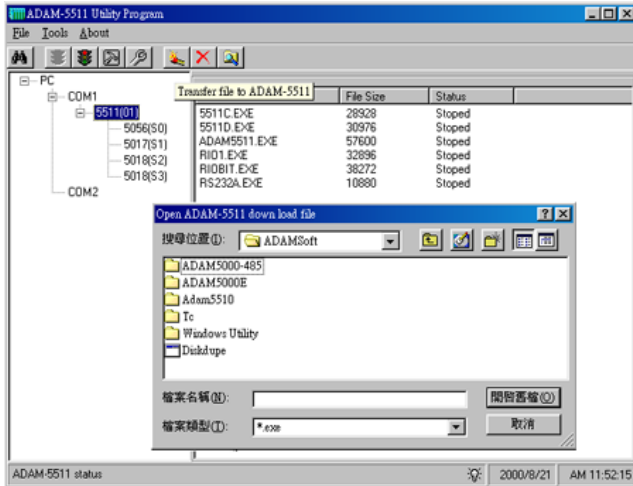 ADAM-5511 Utility Program
File Tools About
PC
COM1
5511(01)
5056(S0)
5017(S1)
5018(S2)
5018(S3)
COM2
Transfer file to ADAM-5511
File Size Status
5511C.EXE 28928 Stoped
5511D.EXE 30976 Stoped
ADAM5511.EXE 57600 Stoped
RIO1.EXE 32896 Stoped
RIOBIT.EXE 38272 Stoped
RS232A.EXE 10880 Stoped
Open ADAM-5511 down load file
搜尋位置(I): ADAMSoft
ADAM5000-485
ADAM5000E
Adam5510
Tc
Windows Utility
Diskdupe
檔案名稱(N): 開啓舊檔(O)
檔案類型(T): *.exe 取消
ADAM-5511 status 2000/8/21 AM 11:52:15